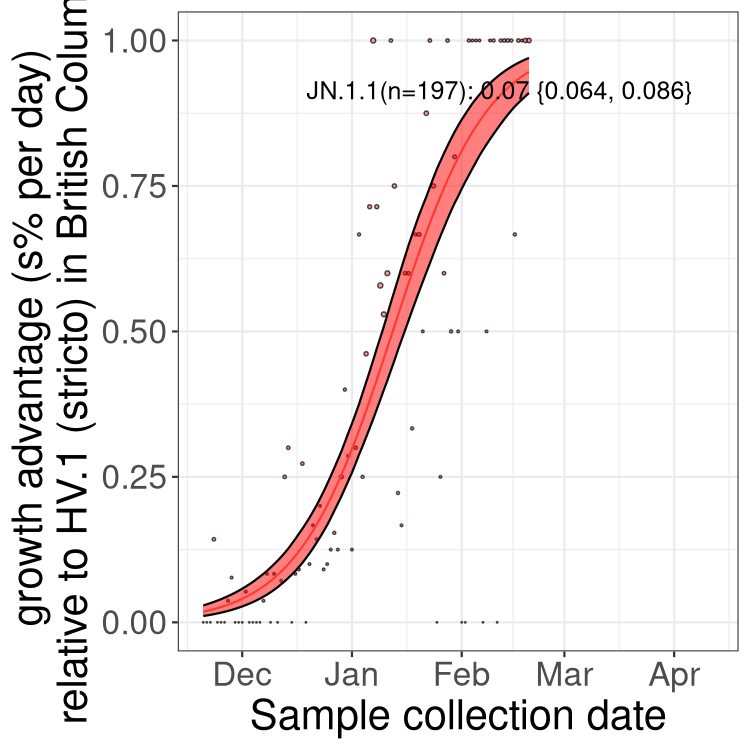 growth advantage (s% per day)
relative to HV.1 (stricto) in British Colum
1.00
0.75
0.50
0.25
0.00
JN.1.1(n=197): 0.07 {0.064, 0.086}
Dec Jan Feb Mar Apr
Sample collection date